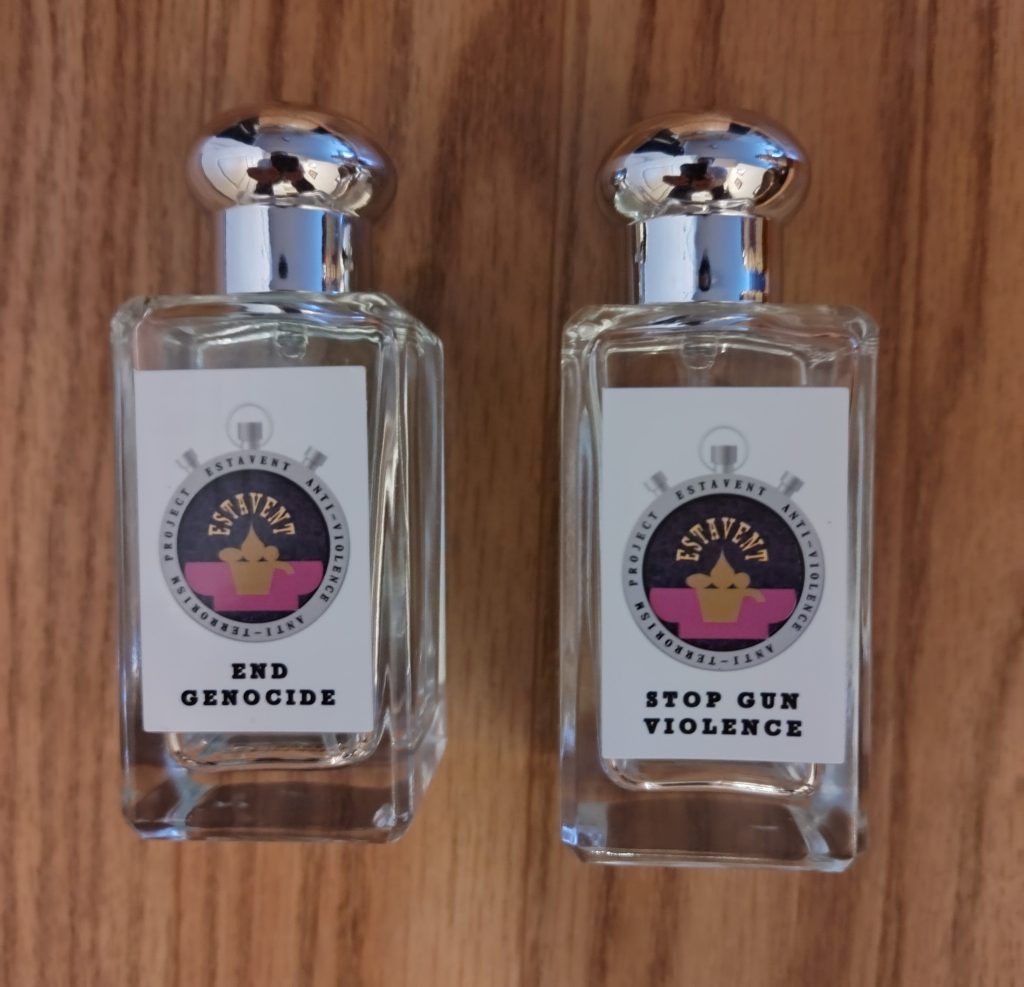 ESTAVENT ANTI-VIOLENCE ANTI-TERRORISM PROJECT
ESTAVENT
END
GENOCIDE
ESTAVENT ANTI-VIOLENCE ANTI-TERRORISM PROJECT
ESTAVENT
STOP GUN
VIOLENCE